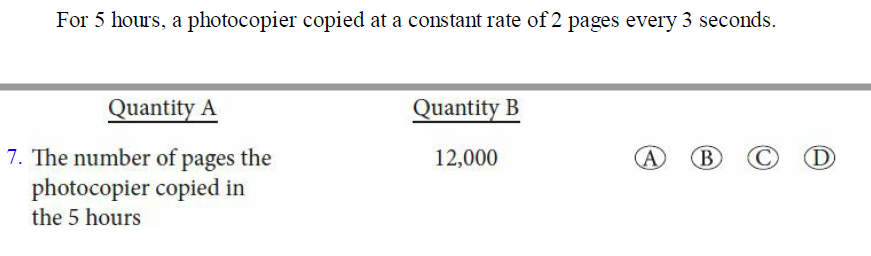 For 5 hours, a photocopier copied at a constant rate of 2 pages every 3 seconds.
Quantity A Quantity B
7. The number of pages the 12,000 A B C D
photocopier copied in
the 5 hours